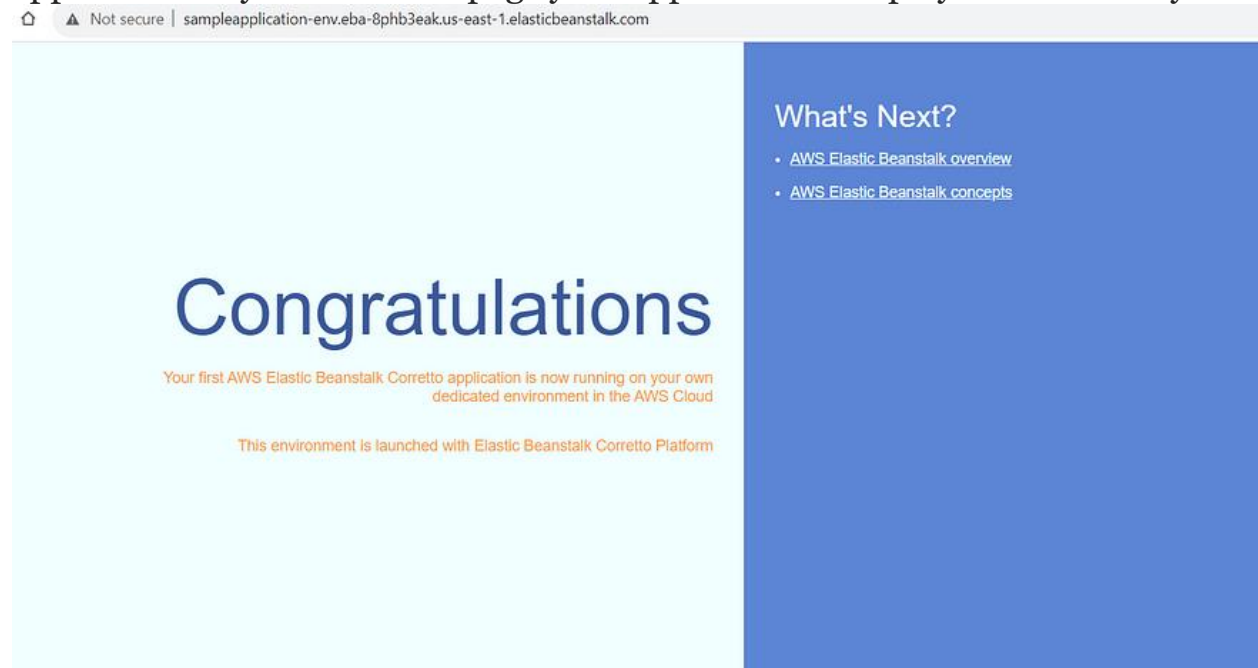 Not secure | sampleapplication-env.eba-8phb3eak.us-east-1.elasticbeanstalk.com
What's Next?
• AWS Elastic Beanstalk overview
• AWS Elastic Beanstalk concepts
Congratulations
Your first AWS Elastic Beanstalk Corretto application is now running on your own
dedicated environment in the AWS Cloud
This environment is launched with Elastic Beanstalk Corretto Platform